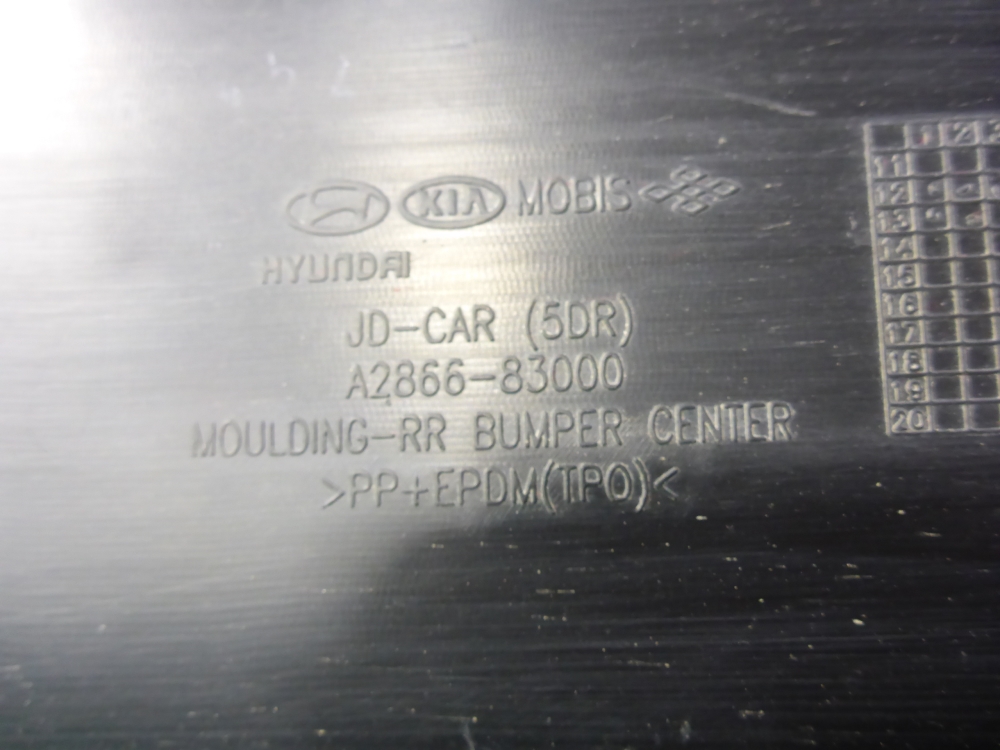 KIA MOBIS
HYUNDAI
JD-CAR (5DR)
A2866-83000
MOULDING-RR BUMPER CENTER
>PP+EPDM(TPO)<
1 2
11
12
13
14
15
16
17
18
19
20